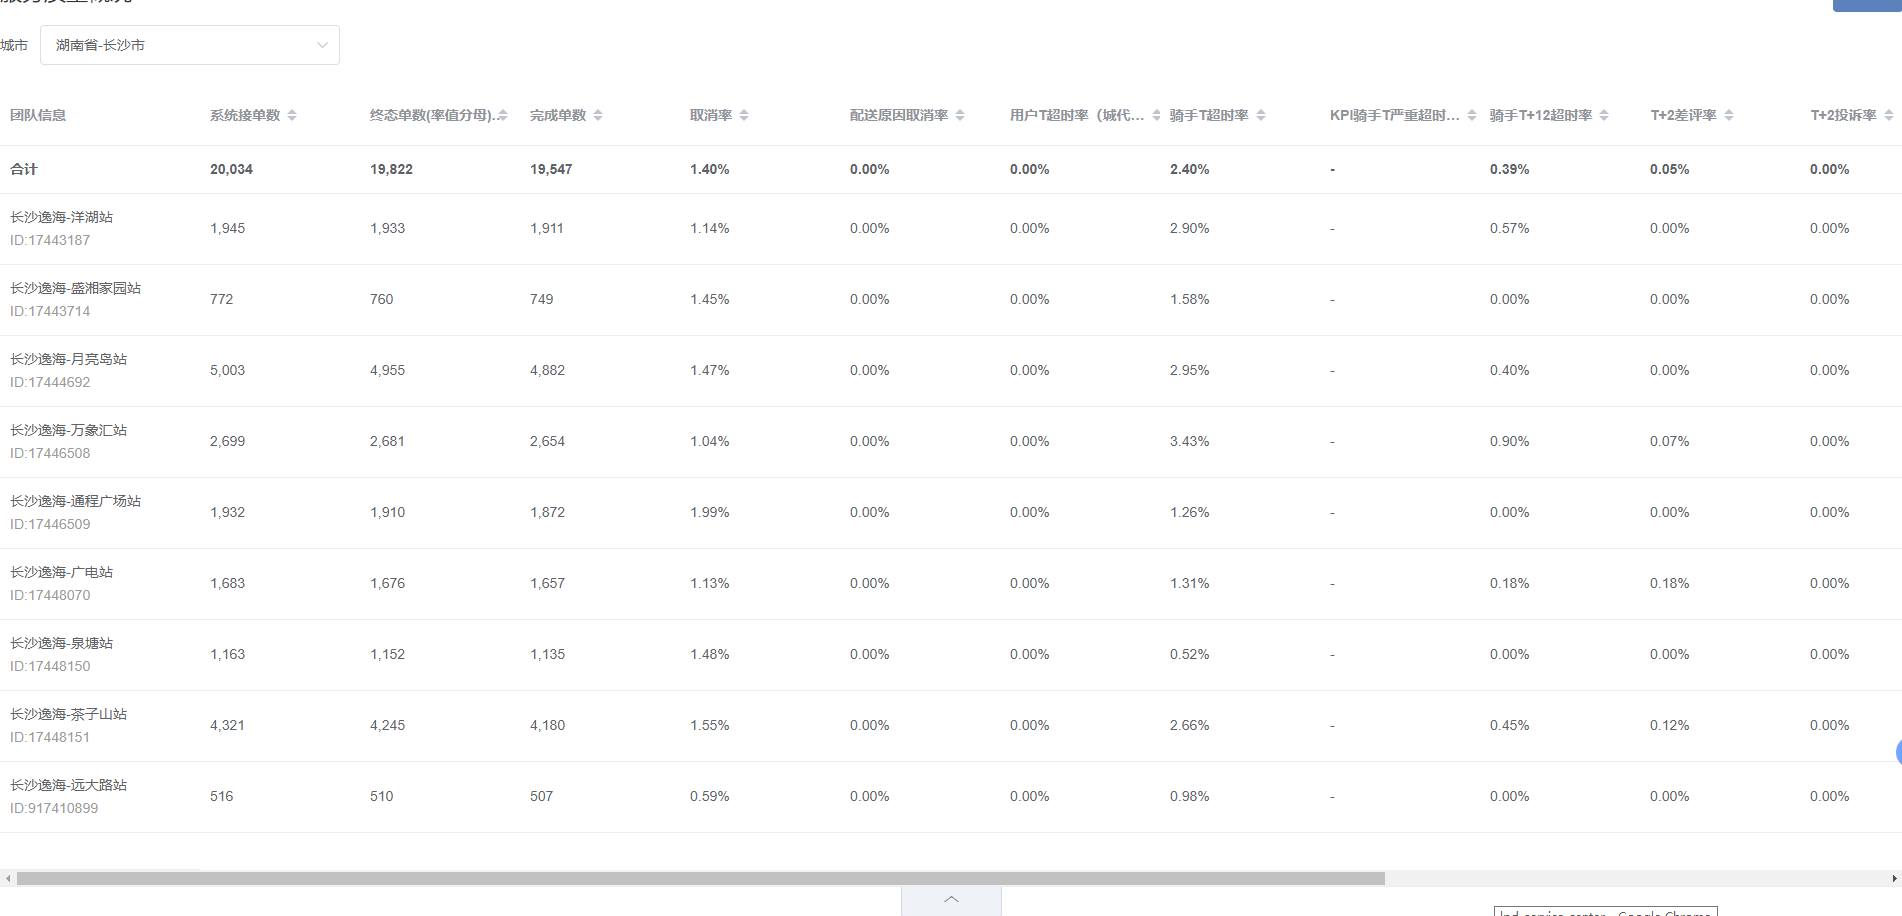 城市 湖南省-长沙市
团队信息 系统接单数 终态单数(率值分母)... 完成单数 取消率 配送原因取消率 用户T超时率（城代... 骑手T超时率 KPI骑手T严重超时... 骑手T+12超时率 T+2差评率 T+2投诉率
合计 20,034 19,822 19,547 1.40% 0.00% 0.00% 2.40% - 0.39% 0.05% 0.00%
长沙逸海-洋湖站
ID:17443187
1,945 1,933 1,911 1.14% 0.00% 0.00% 2.90% - 0.57% 0.00% 0.00%
长沙逸海-盛湘家园站
ID:17443714
772 760 749 1.45% 0.00% 0.00% 1.58% - 0.00% 0.00% 0.00%
长沙逸海-月亮岛站
ID:17444692
5,003 4,955 4,882 1.47% 0.00% 0.00% 2.95% - 0.40% 0.00% 0.00%
长沙逸海-万象汇站
ID:17446508
2,699 2,681 2,654 1.04% 0.00% 0.00% 3.43% - 0.90% 0.07% 0.00%
长沙逸海-通程广场站
ID:17446509
1,932 1,910 1,872 1.99% 0.00% 0.00% 1.26% - 0.00% 0.00% 0.00%
长沙逸海-广电站
ID:17448070
1,683 1,676 1,657 1.13% 0.00% 0.00% 1.31% - 0.18% 0.18% 0.00%
长沙逸海-泉塘站
ID:17448150
1,163 1,152 1,135 1.48% 0.00% 0.00% 0.52% - 0.00% 0.00% 0.00%
长沙逸海-茶子山站
ID:17448151
4,321 4,245 4,180 1.55% 0.00% 0.00% 2.66% - 0.45% 0.12% 0.00%
长沙逸海-远大路站
ID:917410899
516 510 507 0.59% 0.00% 0.00% 0.98% - 0.00% 0.00% 0.00%